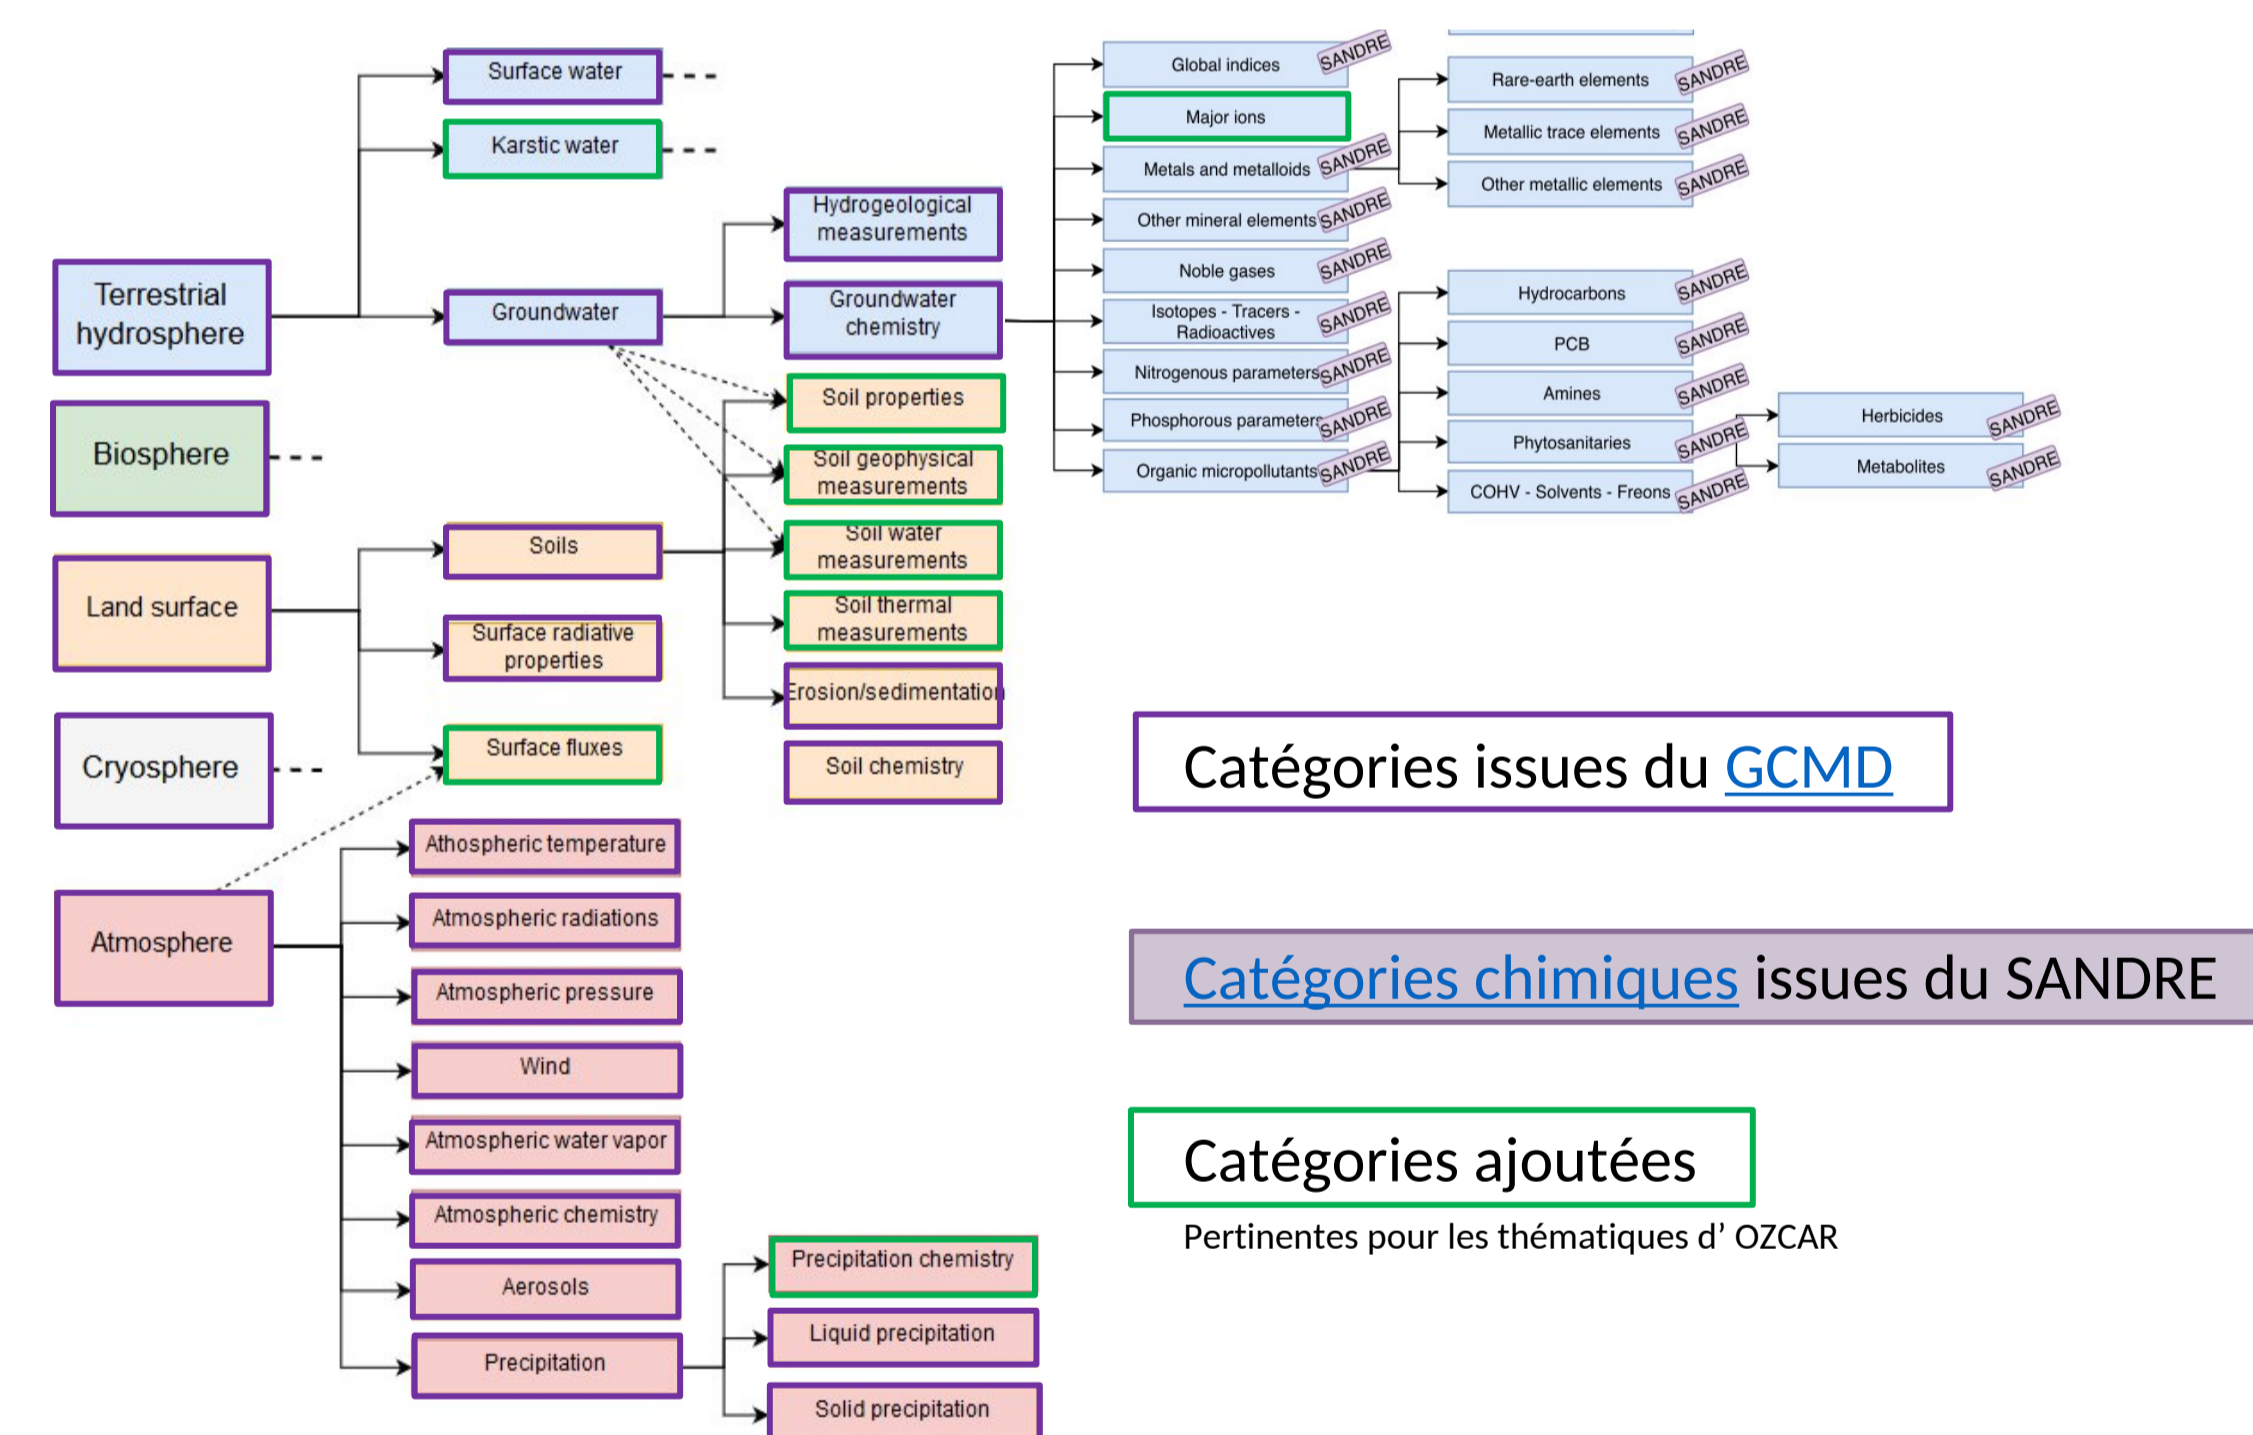 Surface water
Karstic water
Terrestrial
hydrosphere
Groundwater
Hydrogeological
measurements
Groundwater
chemistry
Global indices
SANDRE
Major ions
Metals and metalloids
SANDRE
Other mineral elements
SANDRE
Noble gases
SANDRE
Isotopes - Tracers -
Radioactives
SANDRE
Nitrogenous parameters
SANDRE
Phosphorous parameters
SANDRE
Organic micropollutants
SANDRE
Rare-earth elements
SANDRE
Metallic trace elements
SANDRE
Other metallic elements
SANDRE
Hydrocarbons
SANDRE
PCB
SANDRE
Amines
SANDRE
Phytosanitaries
SANDRE
COHV - Solvents - Freons
SANDRE
Herbicides
SANDRE
Metabolites
SANDRE
Biosphere
Land surface
Soils
Surface radiative
properties
Surface fluxes
Soil properties
Soil geophysical
measurements
Soil water
measurements
Soil thermal
measurements
Erosion/sedimentation
Soil chemistry
Cryosphere
Atmosphere
Athospheric temperature
Atmospheric radiations
Atmospheric pressure
Wind
Atmospheric water vapor
Atmospheric chemistry
Aerosols
Precipitation
Precipitation chemistry
Liquid precipitation
Solid precipitation
Catégories issues du GCMD
Catégories chimiques issues du SANDRE
Catégories ajoutées
Pertinentes pour les thématiques d’ OZCAR